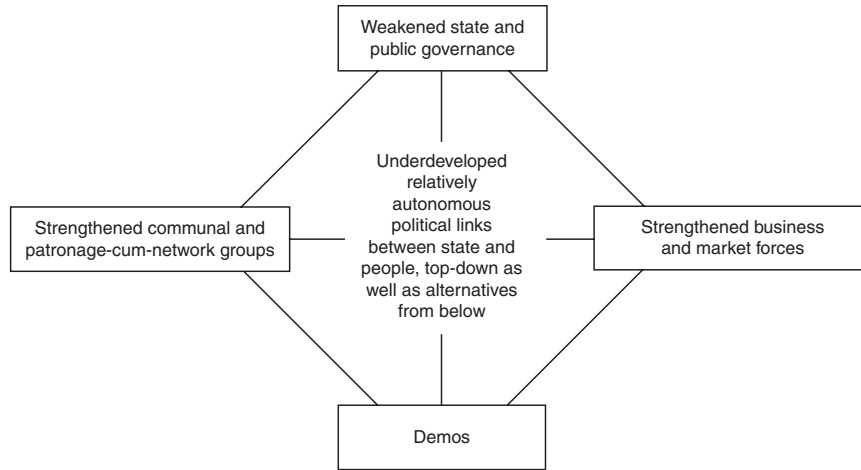 Weakened state and
public governance
Underdeveloped
relatively
autonomous
political links
between state and
people, top-down as
well as alternatives
from below
Strengthened communal and
patronage-cum-network groups
Strengthened business
and market forces
Demos